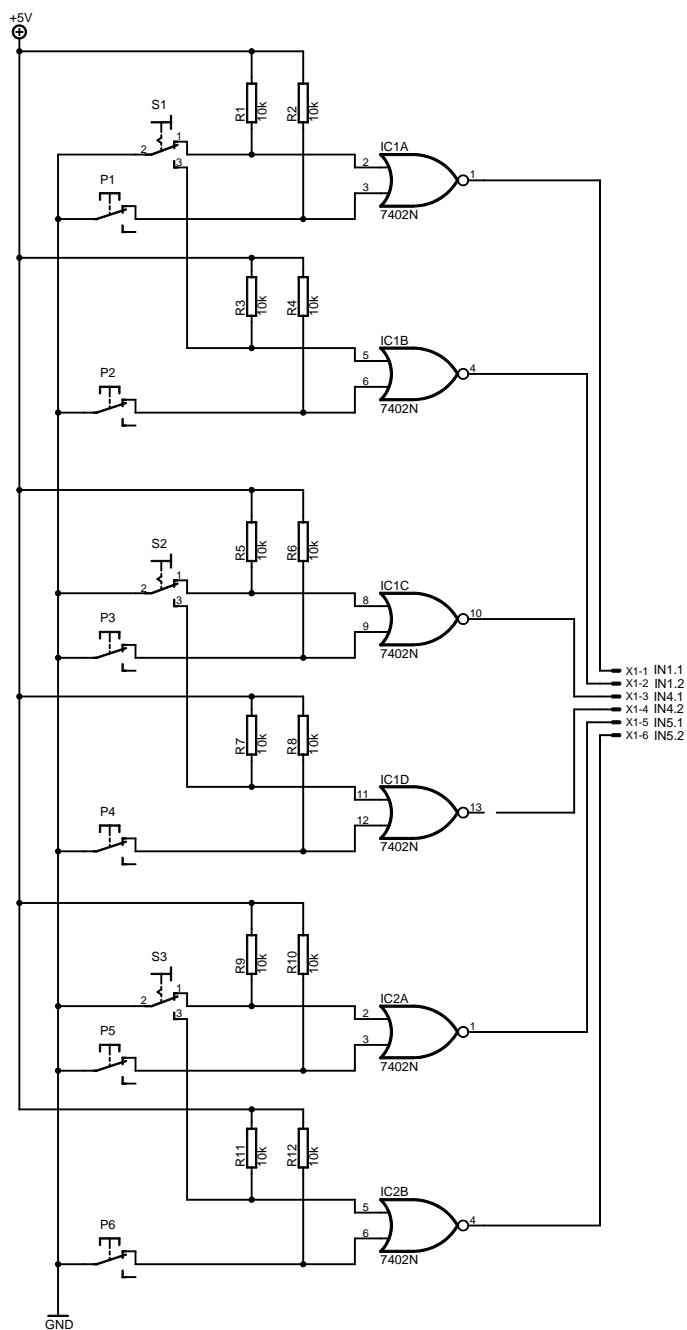 +5V
S1
R1
10k
R2
10k
2
1
3
IC1A
2
3
1
7402N
P1
R3
10k
R4
10k
IC1B
5
6
4
7402N
P2
R5
10k
R6
10k
S2
2
1
3
IC1C
8
9
10
7402N
P3
X1-1 IN1.1
X1-2 IN1.2
X1-3 IN4.1
X1-4 IN4.2
X1-5 IN5.1
X1-6 IN5.2
R7
10k
R8
10k
IC1D
11
12
13
7402N
P4
R9
10k
R10
10k
S3
2
1
3
IC2A
2
3
1
7402N
P5
R11
10k
R12
10k
IC2B
5
6
4
7402N
P6
GND